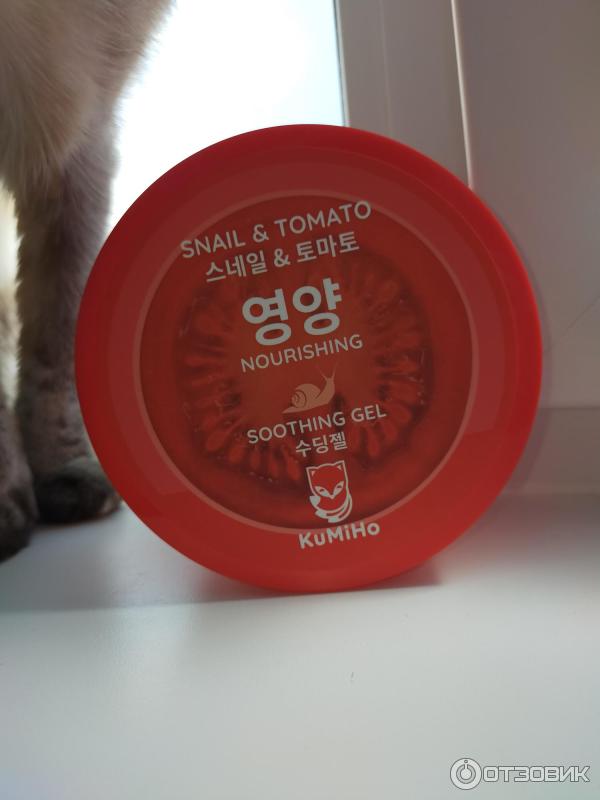 SNAIL & TOMATO
스네일 & 토마토
영양
NOURISHING
SOOTHING GEL
수딩젤
KuMiHo
ОТЗОВИК